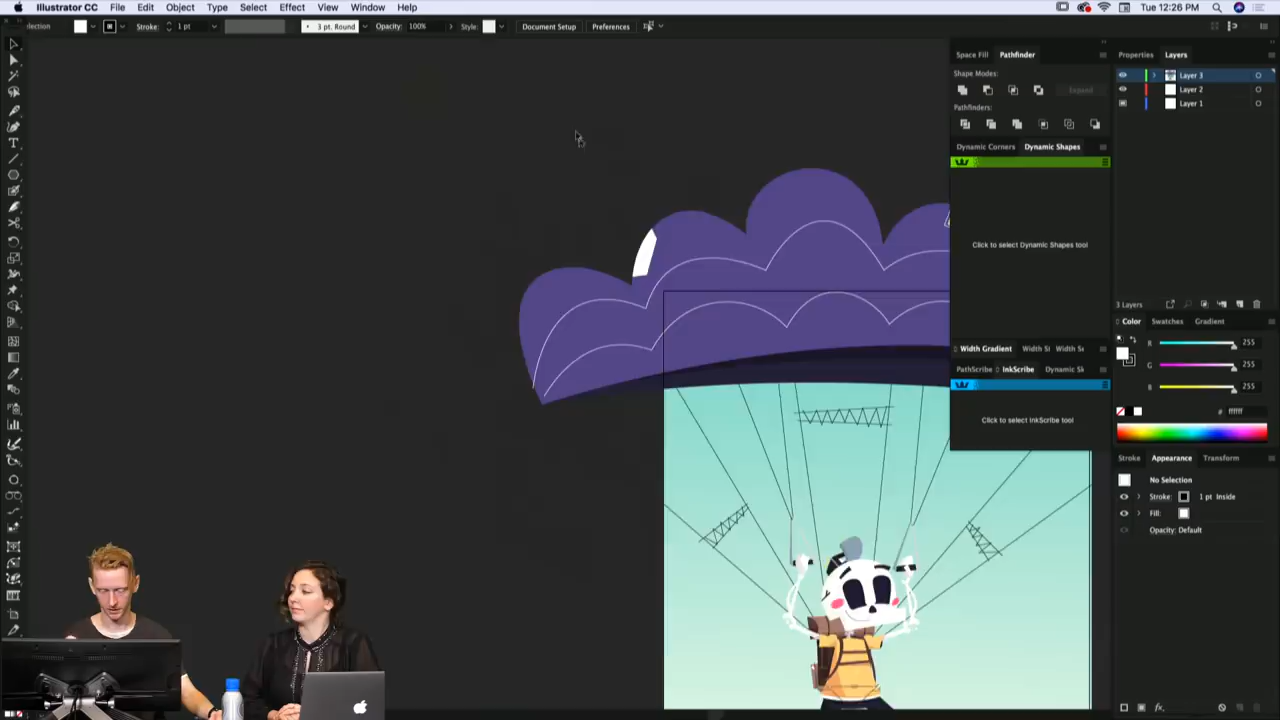 Illustrator CC File Edit Object Type Select Effect View Window Help Tue 12:26 PM
Stroke: 1 pt 3 pt. Round Opacity: 100% Style: Document Setup Preferences
Space Fill Pathfinder
Shape Modes:
Expand
Pathfinders:
Dynamic Corners Dynamic Shapes
Click to select Dynamic Shapes tool
Width Gradient Width
PathScribe InkScribe Dynamic
Click to select InkScribe tool
Properties Layers
Layer 3
Layer 2
Layer 1
3 Layers
Color Swatches Gradient
R 255
G 255
B 255
# ffffff
Stroke Appearance Transform
No Selection
Stroke: 1 pt Inside
Fill:
Opacity: Default
fx